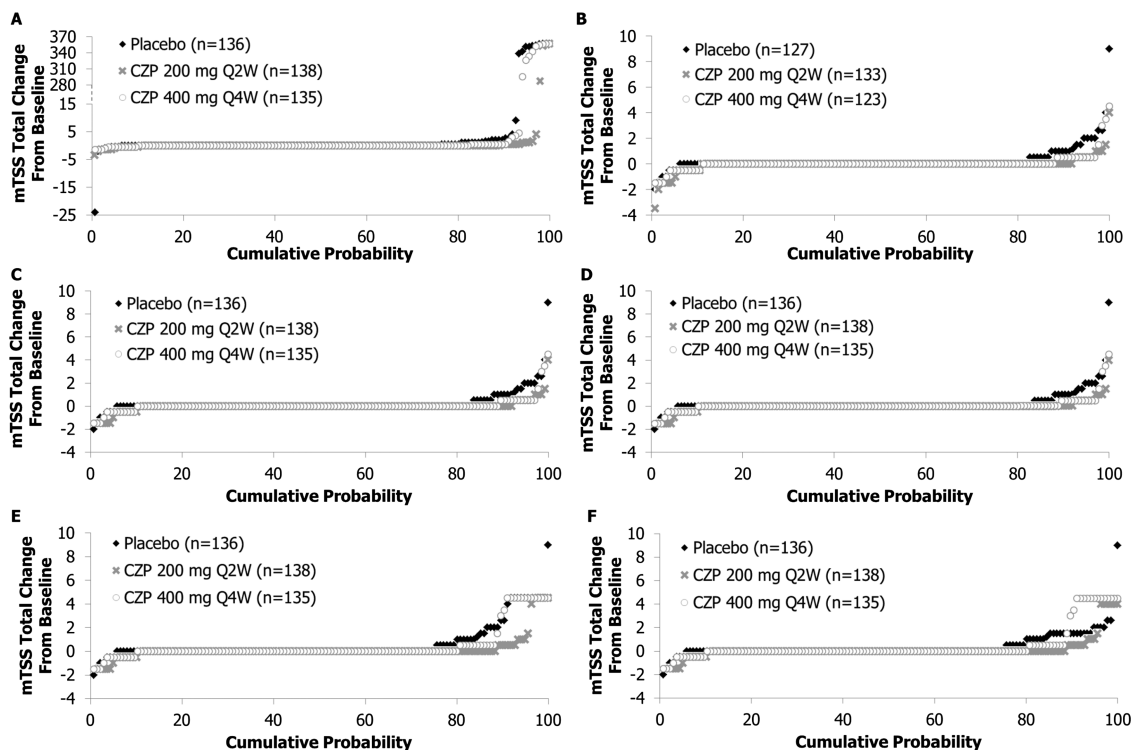 A
mTSS Total Change
From Baseline
370
340
310
280
15
5
-5
-15
-25
Placebo (n=136)
CZP 200 mg Q2W (n=138)
CZP 400 mg Q4W (n=135)
0 20 40 60 80 100
Cumulative Probability
B
mTSS Total Change
From Baseline
10
8
6
4
2
0
-2
-4
Placebo (n=127)
CZP 200 mg Q2W (n=133)
CZP 400 mg Q4W (n=123)
0 20 40 60 80 100
Cumulative Probability
C
mTSS Total Change
From Baseline
10
8
6
4
2
0
-2
-4
Placebo (n=136)
CZP 200 mg Q2W (n=138)
CZP 400 mg Q4W (n=135)
0 20 40 60 80 100
Cumulative Probability
D
mTSS Total Change
From Baseline
10
8
6
4
2
0
-2
-4
Placebo (n=136)
CZP 200 mg Q2W (n=138)
CZP 400 mg Q4W (n=135)
0 20 40 60 80 100
Cumulative Probability
E
mTSS Total Change
From Baseline
10
8
6
4
2
0
-2
-4
Placebo (n=136)
CZP 200 mg Q2W (n=138)
CZP 400 mg Q4W (n=135)
0 20 40 60 80 100
Cumulative Probability
F
mTSS Total Change
From Baseline
10
8
6
4
2
0
-2
-4
Placebo (n=136)
CZP 200 mg Q2W (n=138)
CZP 400 mg Q4W (n=135)
0 20 40 60 80 100
Cumulative Probability